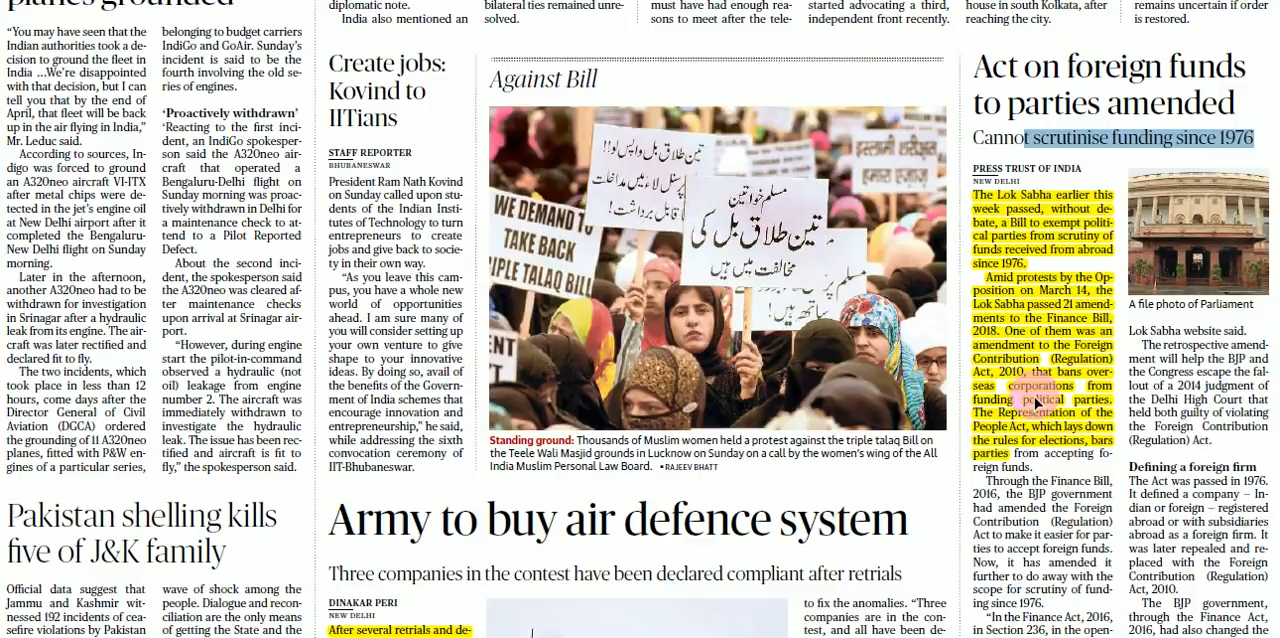 planes grounded
"You may have seen that the
Indian authorities took a de-
cision to ground the fleet in
India ...We're disappointed
with that decision, but I can
tell you that by the end of
April, that fleet will be back
up in the air flying in India,"
Mr. Leduc said.
According to sources, In-
digo was forced to ground
an A320neo aircraft VI-ITX
after metal chips were de-
tected in the jet's engine oil
at New Delhi airport after it
completed the Bengaluru-
New Delhi flight on Sunday
morning.
Later in the afternoon,
another A320neo had to be
withdrawn for investigation
in Srinagar after a hydraulic
leak from its engine. The air-
craft was later rectified and
declared fit to fly.
The two incidents, which
took place in less than 12
hours, come days after the
Director General of Civil
Aviation (DGCA) ordered
the grounding of 11 A320neo
planes, fitted with P&W en-
gines of a particular series,
belonging to budget carriers
IndiGo and GoAir. Sunday's
incident is said to be the
fourth involving the old se-
ries of engines.
'Proactively withdrawn'
'Reacting to the first inci-
dent, an IndiGo spokesper-
son said the A320neo air-
craft that operated a
Bengaluru-Delhi flight on
Sunday morning was proac-
tively withdrawn in Delhi for
a maintenance check to at-
tend to a Pilot Reported
Defect.
About the second inci-
dent, the spokesperson said
the A320neo was cleared af-
ter maintenance checks
upon arrival at Srinagar air-
port.
"However, during engine
start the pilot-in-command
observed a hydraulic (not
oil) leakage from engine
number 2. The aircraft was
immediately withdrawn to
investigate the hydraulic
leak. The issue has been rec-
tified and aircraft is fit to
fly," the spokesperson said.
Pakistan shelling kills
five of J&K family
Official data suggest that
Jammu and Kashmir wit-
nessed 192 incidents of cea-
sefire violations by Pakistan
wave of shock among the
people. Dialogue and recon-
ciliation are the only means
of getting the State and the
diplomatic note.
India also mentioned an
bilateral ties remained unre-
solved.
must have had enough rea-
sons to meet after the tele-
started advocating a third,
independent front recently.
house in south Kolkata, after
reaching the city.
remains uncertain if order
is restored.
Create jobs:
Kovind to
IITians
STAFF REPORTER
BHUBANESWAR
President Ram Nath Kovind
on Sunday called upon stu-
dents of the Indian Insti-
tutes of Technology to turn
entrepreneurs to create
jobs and give back to socie-
ty in their own way.
"As you leave this cam-
pus, you have a whole new
world of opportunities
ahead. I am sure many of
you will consider setting up
your own venture to give
shape to your innovative
ideas. By doing so, avail of
the benefits of the Govern-
ment of India schemes that
encourage innovation and
entrepreneurship," he said,
while addressing the sixth
convocation ceremony of
IIT-Bhubaneswar.
Against Bill
تین طلاق بل واپس لو!!
پرسنل لاء میں مداخلت
نا قابل برداشت!
WE DEMAND T
TAKE BACK
IPLE TALAQ BILL
مسلم خواتین
تین طلاق بل کی
مخالفت میں ہیں
مسلم پر
ساتھ ہیں!
इस्लामी शरीअत
हमारा एजाज़
ENT
Standing ground: Thousands of Muslim women held a protest against the triple talaq Bill on
the Teele Wali Masjid grounds in Lucknow on Sunday on a call by the women's wing of the All
India Muslim Personal Law Board. ▪ RAJEEV BHATT
Army to buy air defence system
Three companies in the contest have been declared compliant after retrials
DINAKAR PERI
NEW DELHI
After several retrials and de-
to fix the anomalies. "Three
companies are in the con-
test, and all have been de-
Act on foreign funds
to parties amended
Cannot scrutinise funding since 1976
PRESS TRUST OF INDIA
NEW DELHI
The Lok Sabha earlier this
week passed, without de-
bate, a Bill to exempt politi-
cal parties from scrutiny of
funds received from abroad
since 1976.
Amid protests by the Op-
position on March 14, the
Lok Sabha passed 21 amend-
ments to the Finance Bill,
2018. One of them was an
amendment to the Foreign
Contribution (Regulation)
Act, 2010, that bans over-
seas corporations from
funding political parties.
The Representation of the
People Act, which lays down
the rules for elections, bars
parties from accepting fo-
reign funds.
Through the Finance Bill,
2016, the BJP government
had amended the Foreign
Contribution (Regulation)
Act to make it easier for par-
ties to accept foreign funds.
Now, it has amended it
further to do away with the
scope for scrutiny of fund-
ing since 1976.
"In the Finance Act, 2016,
in Section 236, in the open-
A file photo of Parliament
Lok Sabha website said.
The retrospective amend-
ment will help the BJP and
the Congress escape the fal-
lout of a 2014 judgment of
the Delhi High Court that
held both guilty of violating
the Foreign Contribution
(Regulation) Act.
Defining a foreign firm
The Act was passed in 1976.
It defined a company – In-
dian or foreign – registered
abroad or with subsidiaries
abroad as a foreign firm. It
was later repealed and re-
placed with the Foreign
Contribution (Regulation)
Act, 2010.
The BJP government,
through the Finance Act,
2016, had also changed the